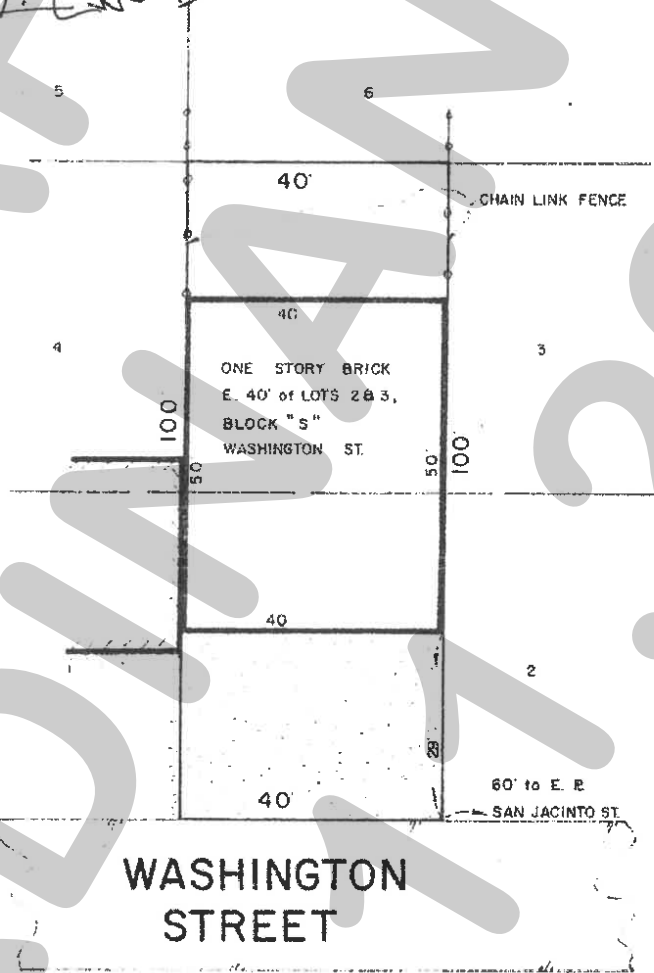 5
6
40'
CHAIN LINK FENCE
40
4
3
ONE STORY BRICK
E. 40' of LOTS 2 & 3,
BLOCK "S"
WASHINGTON ST.
100'
50'
50'
100'
40
1
2
29'
60' to E. R.
SAN JACINTO ST.
40'
WASHINGTON
STREET